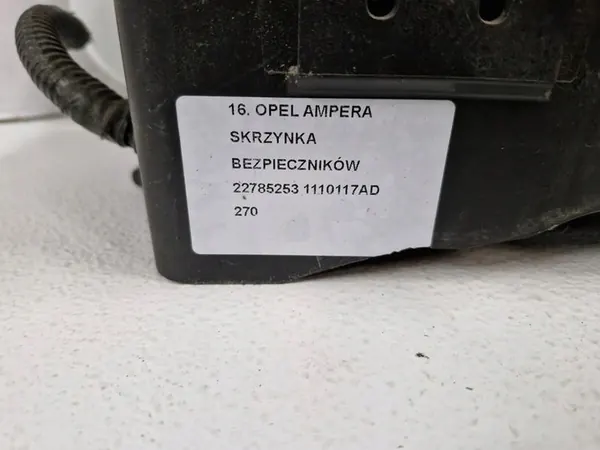 16. OPEL AMPERA
SKRZYNKA
BEZPIECZNIKÓW
22785253 1110117AD
270